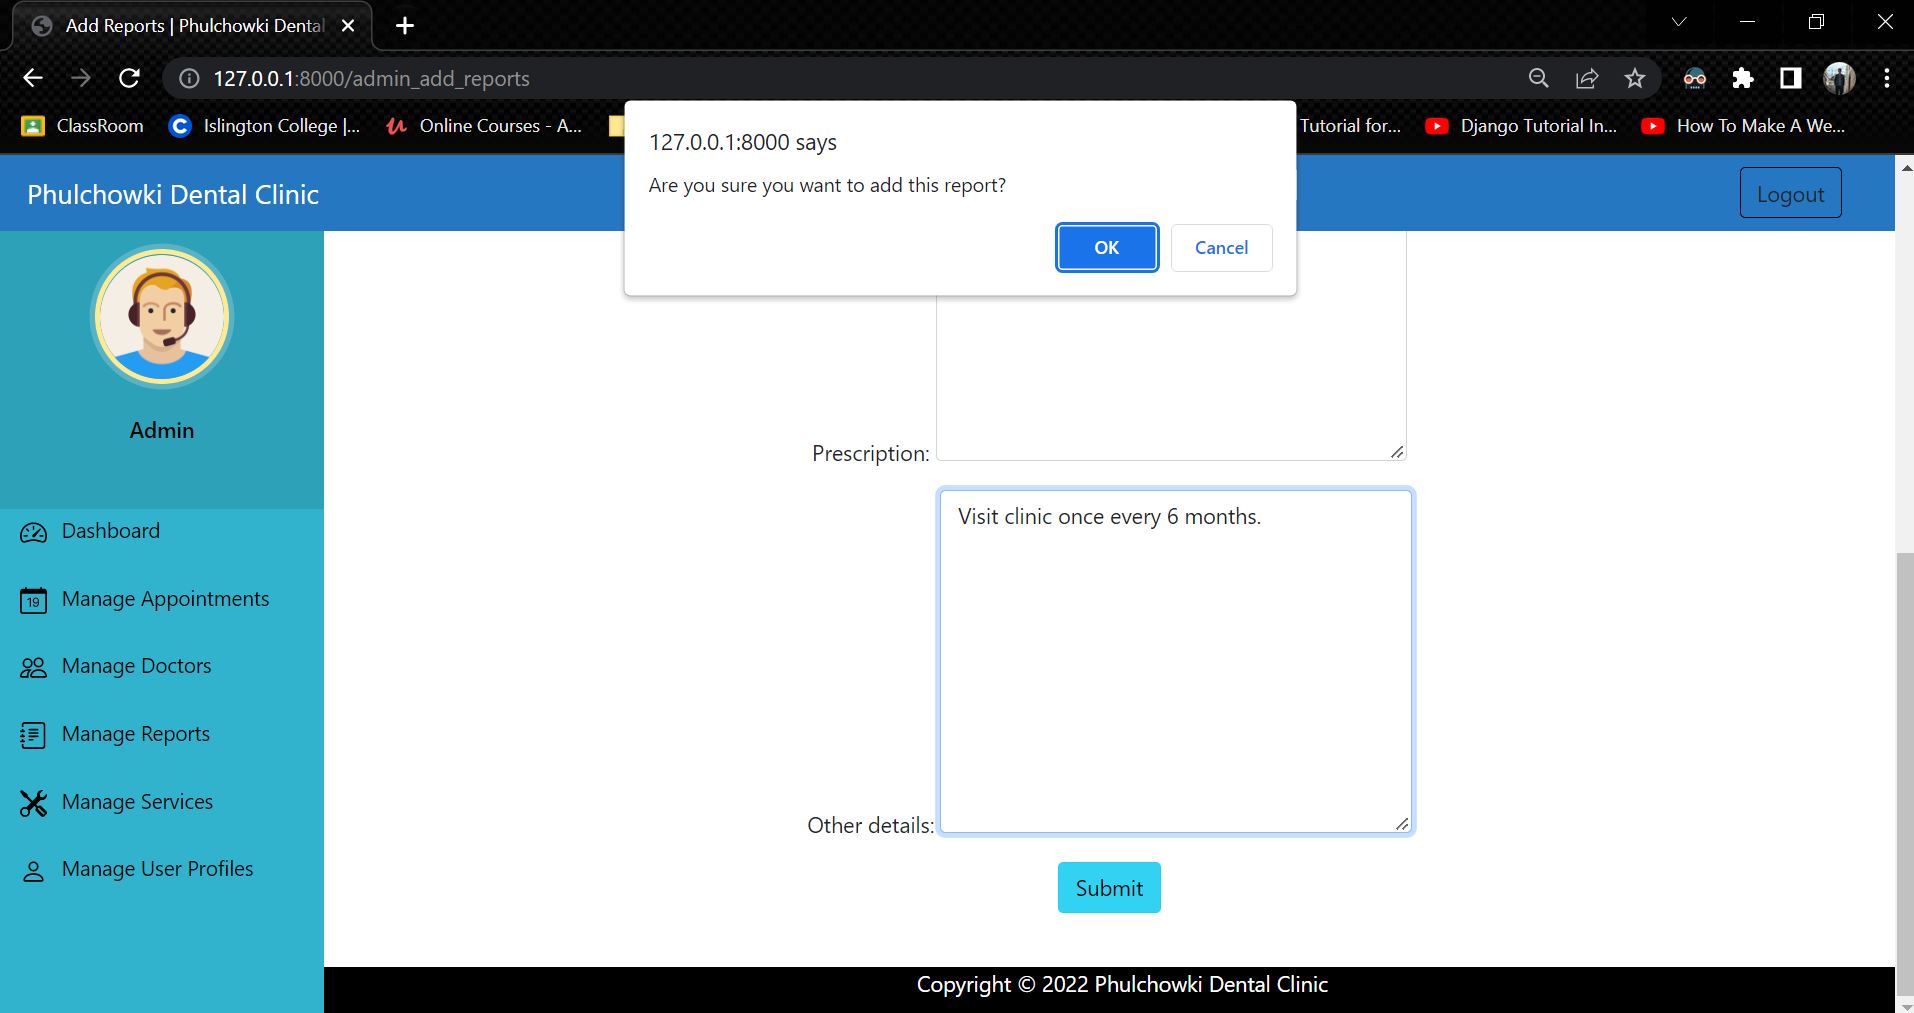 Add Reports | Phulchowki Dental
127.0.0.1:8000/admin_add_reports
ClassRoom
Islington College |...
Online Courses - A...
Tutorial for...
Django Tutorial In...
How To Make A We...
127.0.0.1:8000 says
Are you sure you want to add this report?
OK
Cancel
Phulchowki Dental Clinic
Logout
Admin
Dashboard
19
Manage Appointments
Manage Doctors
Manage Reports
Manage Services
Manage User Profiles
Prescription:
Visit clinic once every 6 months.
Other details:
Submit
Copyright © 2022 Phulchowki Dental Clinic